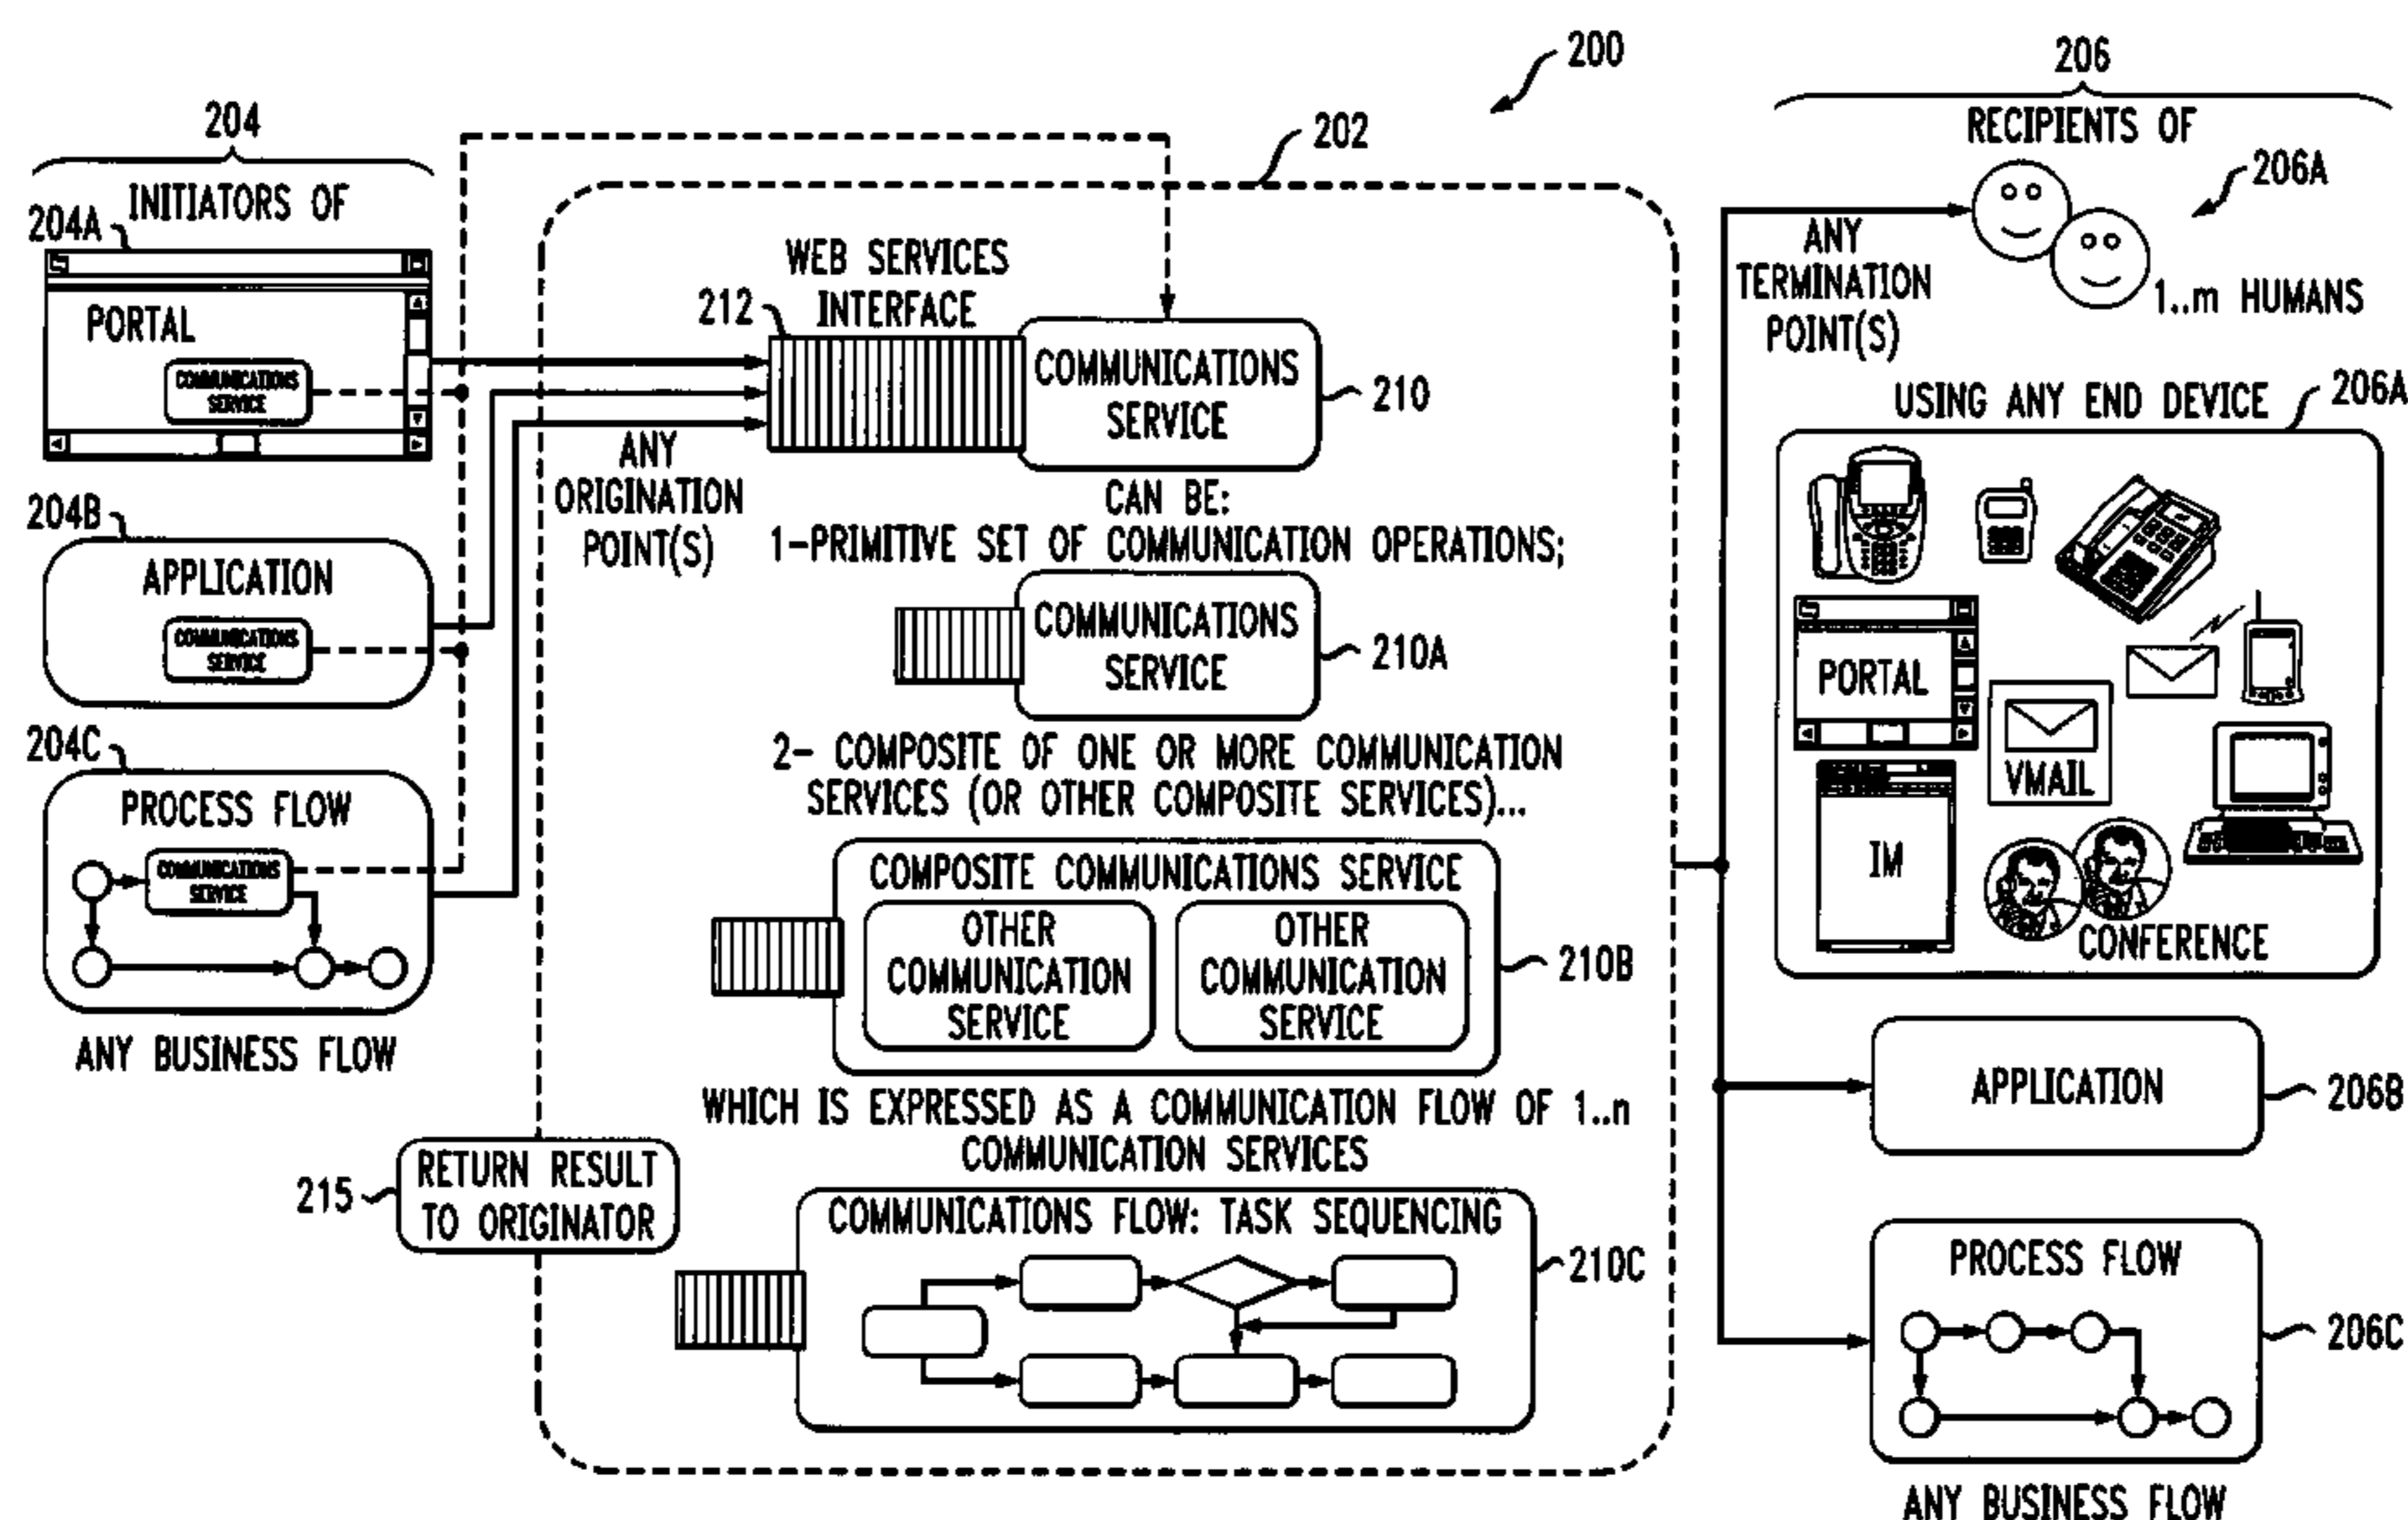 200
204
INITIATORS OF
204A
PORTAL
COMMUNICATIONS
SERVICE
204B
APPLICATION
COMMUNICATIONS
SERVICE
204C
PROCESS FLOW
COMMUNICATIONS
SERVICE
ANY BUSINESS FLOW
202
WEB SERVICES
INTERFACE
212
COMMUNICATIONS
SERVICE
210
ANY
ORIGINATION
POINT(S)
CAN BE:
1-PRIMITIVE SET OF COMMUNICATION OPERATIONS;
COMMUNICATIONS
SERVICE
210A
2- COMPOSITE OF ONE OR MORE COMMUNICATION
SERVICES (OR OTHER COMPOSITE SERVICES)...
COMPOSITE COMMUNICATIONS SERVICE
OTHER
COMMUNICATION
SERVICE
OTHER
COMMUNICATION
SERVICE
210B
WHICH IS EXPRESSED AS A COMMUNICATION FLOW OF 1..n
COMMUNICATION SERVICES
215
RETURN RESULT
TO ORIGINATOR
COMMUNICATIONS FLOW: TASK SEQUENCING
210C
206
RECIPIENTS OF
206A
ANY
TERMINATION
POINT(S)
1..m HUMANS
USING ANY END DEVICE
206A
PORTAL
VMAIL
IM
CONFERENCE
APPLICATION
206B
PROCESS FLOW
206C
ANY BUSINESS FLOW